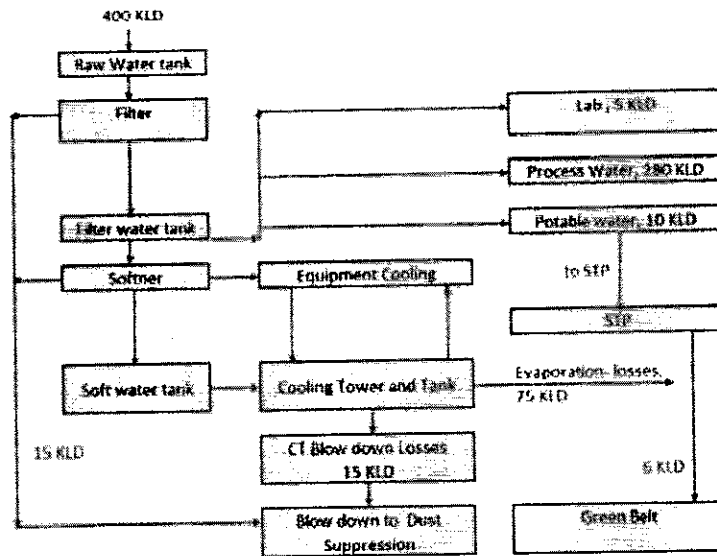 400 KLD
Raw Water tank
Filter
Lab, 5 KLD
Process Water, 280 KLD
Filter water tank
Potable water, 10 KLD
Softner
Equipment Cooling
to STP
STP
Soft water tank
Cooling Tower and Tank
Evaporation losses,
75 KLD
15 KLD
CT Blow down Losses
15 KLD
6 KLD
Blow down to Dust
Suppression
Green Belt